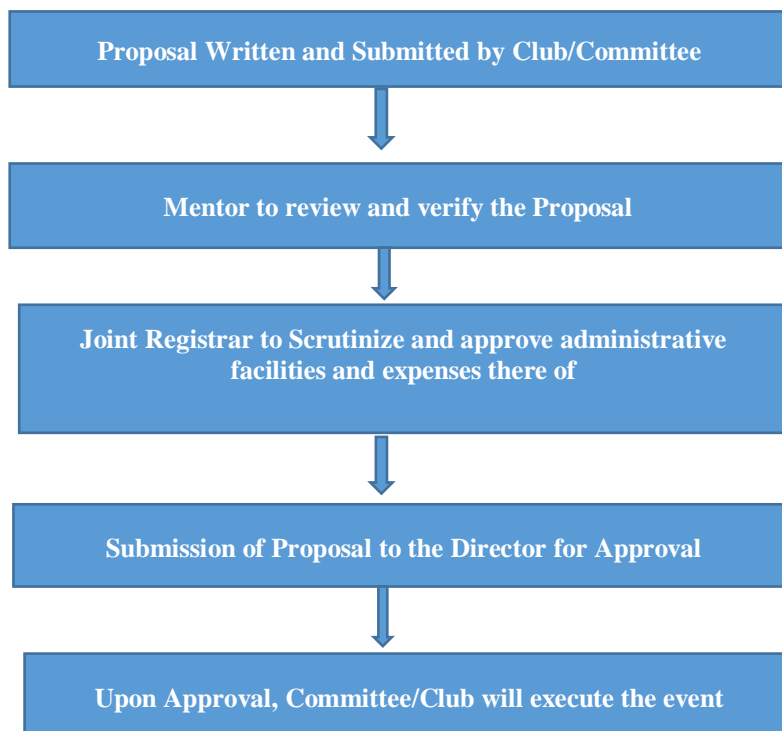 Proposal Written and Submitted by Club/Committee
Mentor to review and verify the Proposal
Joint Registrar to Scrutinize and approve administrative
facilities and expenses there of
Submission of Proposal to the Director for Approval
Upon Approval, Committee/Club will execute the event